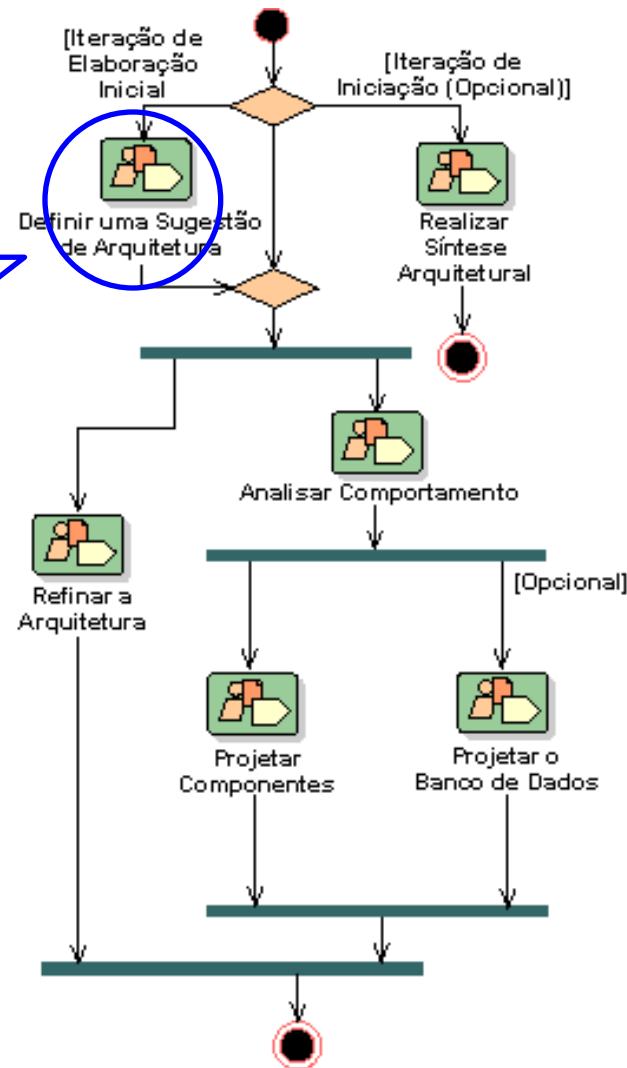 [Iteração de
Elaboração
Inicial
[Iteração de
Iniciação (Opcional)]
Definir uma Sugestão
de Arquitetura
Realizar
Síntese
Arquitetural
Analisar Comportamento
[Opcional]
Refinar a
Arquitetura
Projetar
Componentes
Projetar o
Banco de Dados